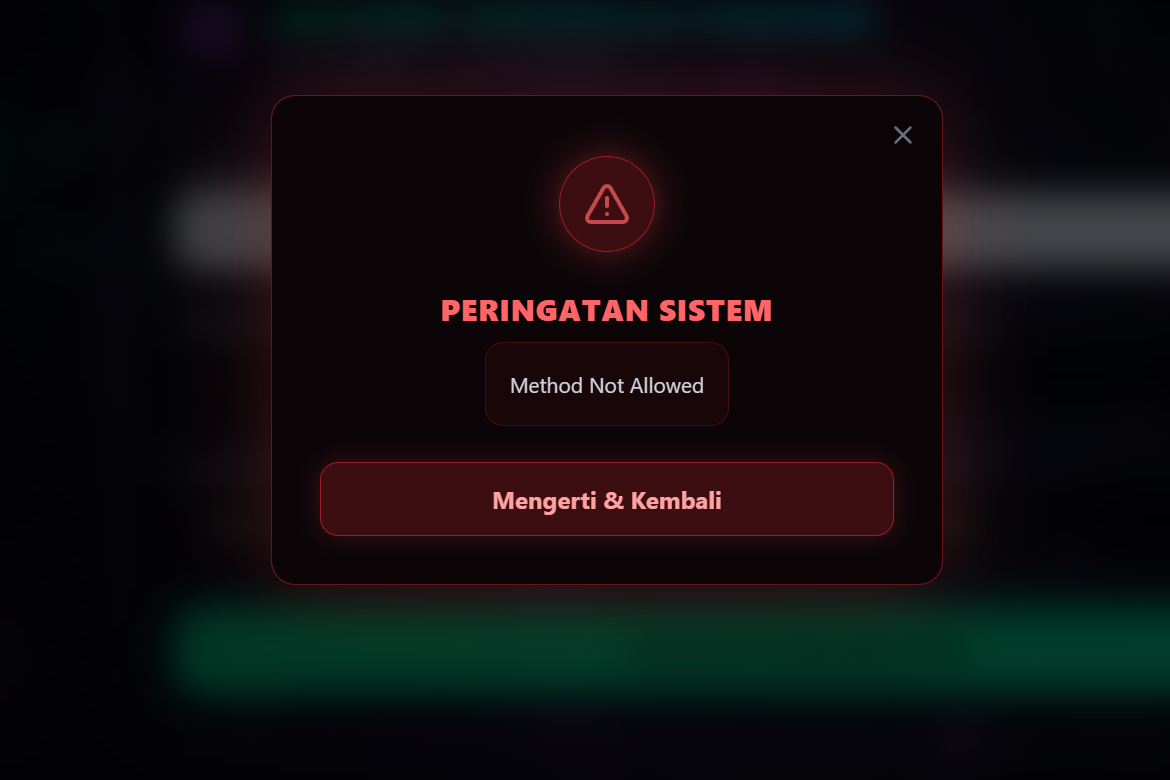 PERINGATAN SISTEM
Method Not Allowed
Mengerti & Kembali